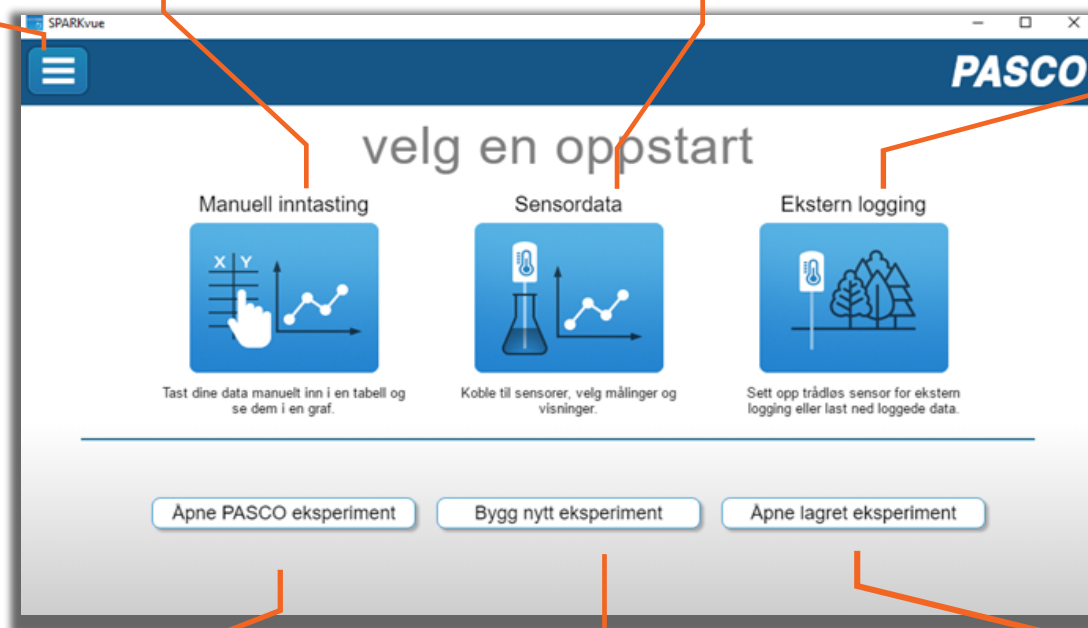 SPARKvue
PASCO
velg en oppstart
Manuell inntasting
Sensordata
Ekstern logging
X Y
Tast dine data manuelt inn i en tabell og
se dem i en graf.
Koble til sensorer, velg målinger og
visninger.
Sett opp trådløs sensor for ekstern
logging eller last ned loggede data.
Åpne PASCO eksperiment
Bygg nytt eksperiment
Åpne lagret eksperiment